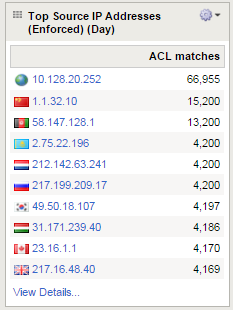 Top Source IP Addresses
(Enforced) (Day)
ACL matches
10.128.20.252 66,955
1.1.32.10 15,200
58.147.128.1 13,200
2.75.22.196 4,200
212.142.63.241 4,200
217.199.209.17 4,200
49.50.18.107 4,197
31.171.239.40 4,186
23.16.1.1 4,170
217.16.48.40 4,169
View Details...